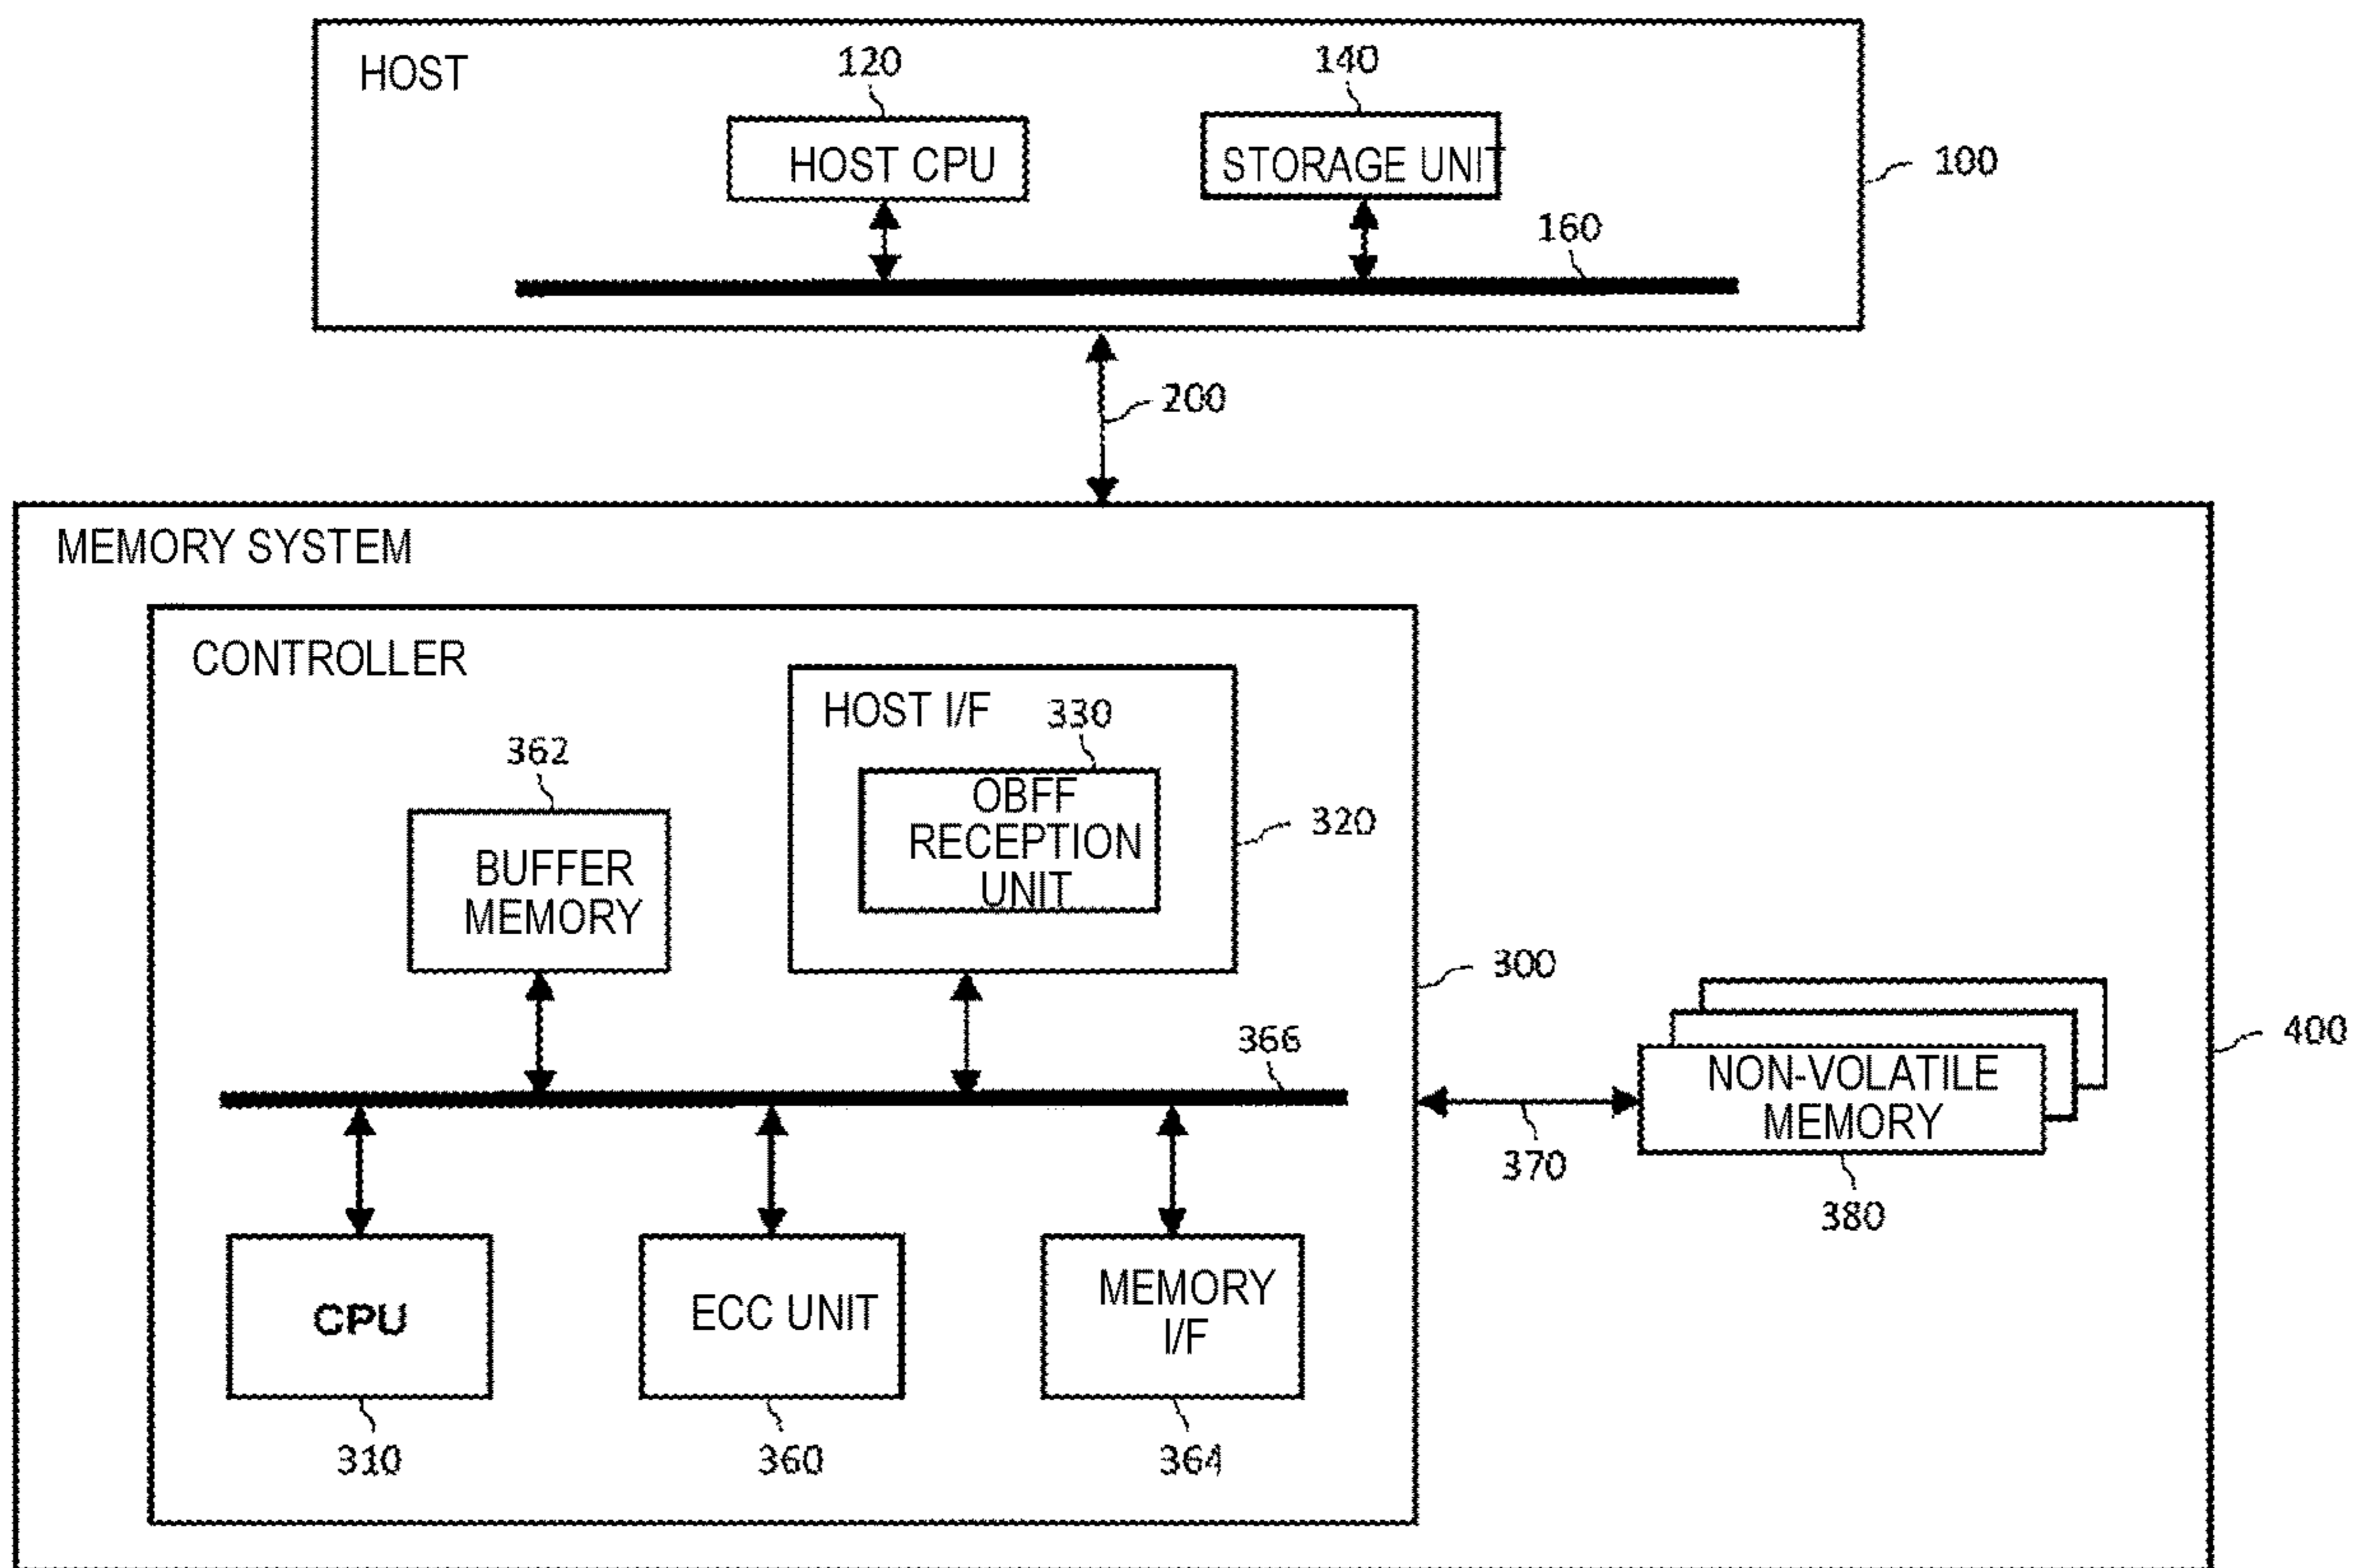 HOST
120
140
HOST CPU
STORAGE UNIT
100
160
200
MEMORY SYSTEM
CONTROLLER
HOST I/F
330
362
OBFF
RECEPTION
UNIT
320
BUFFER
MEMORY
300
366
400
NON-VOLATILE
MEMORY
370
380
CPU
ECC UNIT
MEMORY
I/F
310
360
364